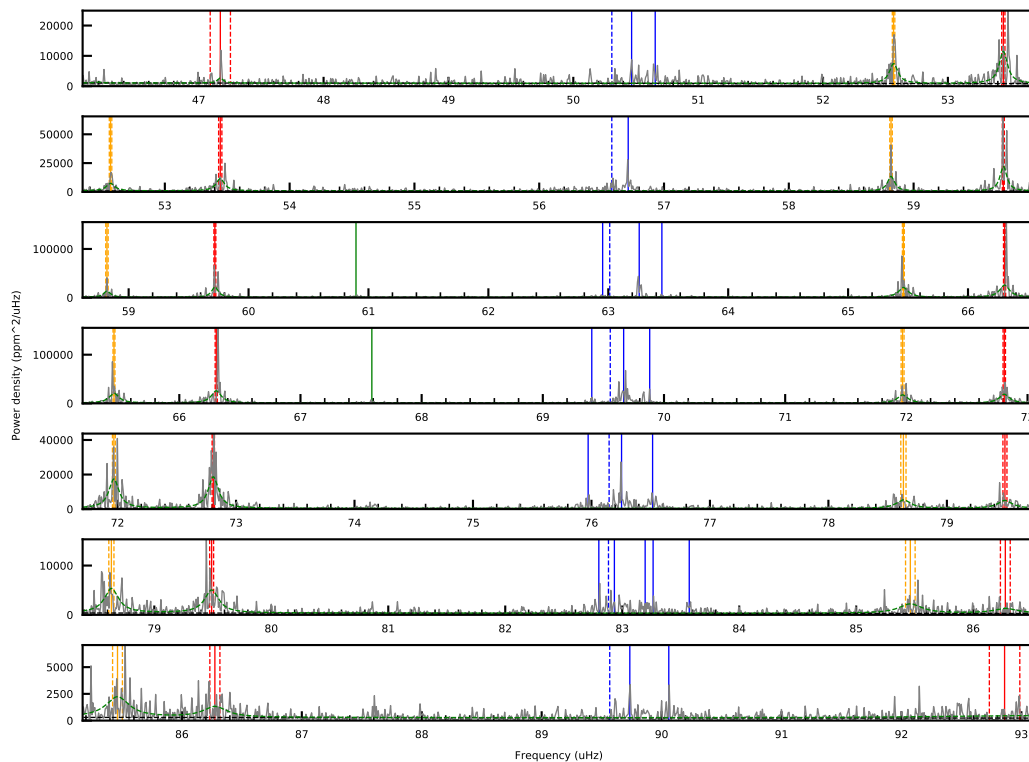 25000
10000
0
47 48 49 50 51 52 53
50000
25000
0
53 54 55 56 57 58 59
100000
0
59 60 61 62 63 64 65 66
Power density (ppm^2/uHz)
100000
0
66 67 68 69 70 71 72 73
40000
20000
0
72 73 74 75 76 77 78 79
10000
0
79 80 81 82 83 84 85 86
5000
2500
0
86 87 88 89 90 91 92 93
Frequency (uHz)